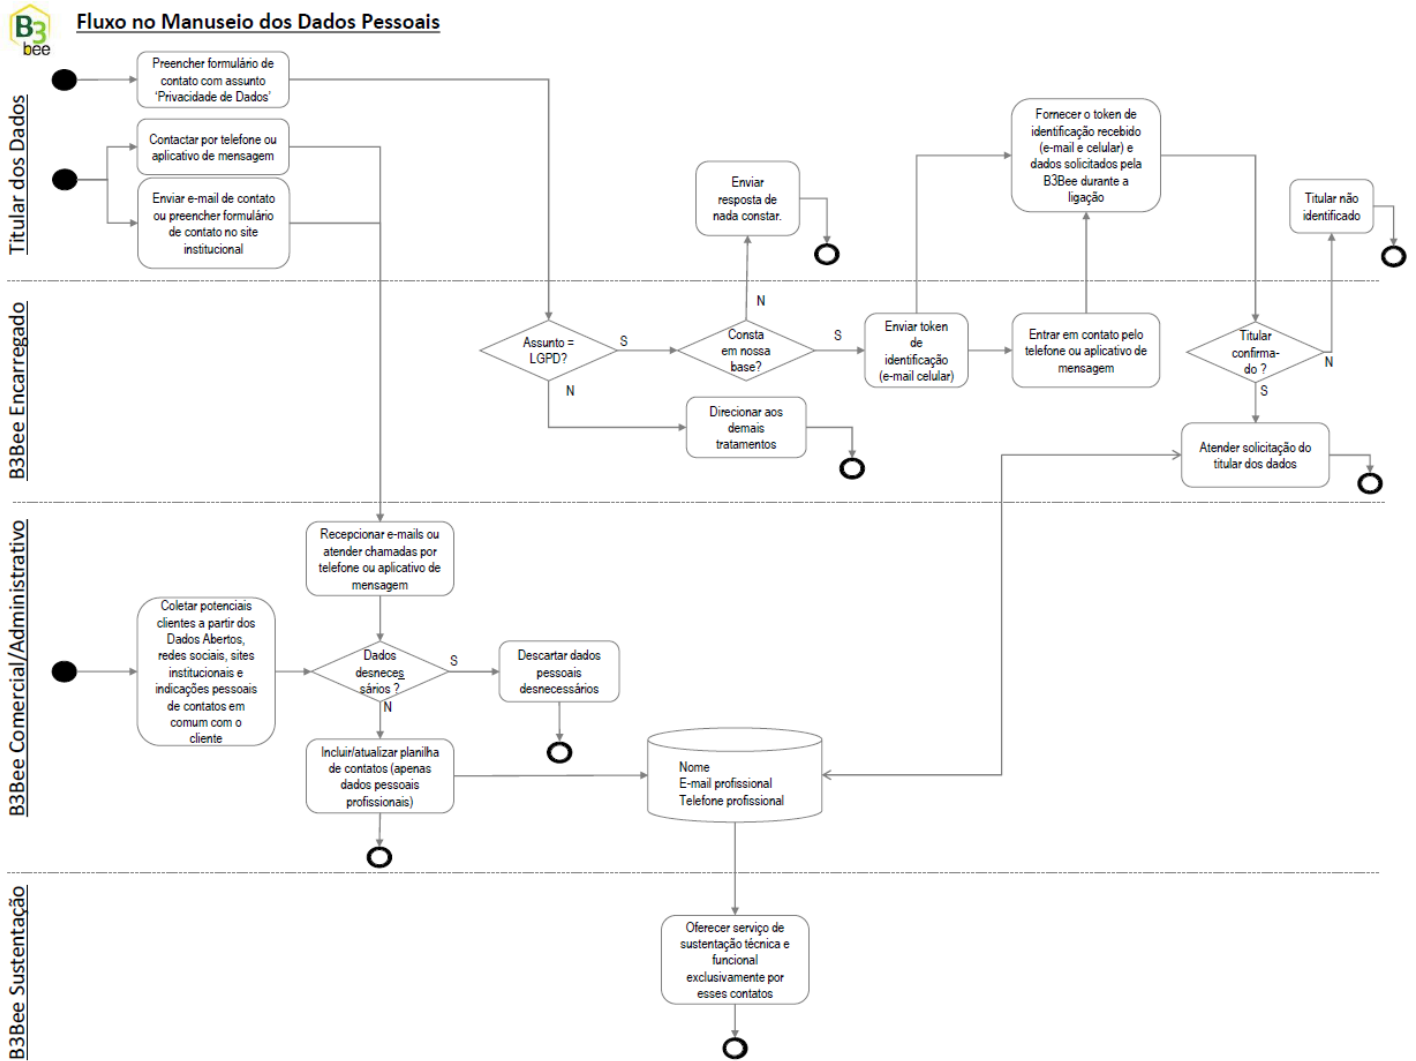 B3
bee
Fluxo no Manuseio dos Dados Pessoais
Titular dos Dados
Preencher formulário de
contato com assunto
‘Privacidade de Dados’
Contactar por telefone ou
aplicativo de mensagem
Enviar e-mail de contato
ou preencher formulário
de contato no site
institucional
Enviar
resposta de
nada constar.
Fornecer o token de
identificação recebido
(e-mail e celular) e
dados solicitados pela
B3Bee durante a
ligação
Titular não
identificado
B3Bee Encarregado
Assunto =
LGPD?
S
N
Consta
em nossa
base?
N
S
Enviar token
de
identificação
(e-mail celular)
Entrar em contato pelo
telefone ou aplicativo de
mensagem
Titular
confirma-
do ?
N
S
Direcionar aos
demais
tratamentos
Atender solicitação do
titular dos dados
B3Bee Comercial/Administrativo
Recepcionar e-mails ou
atender chamadas por
telefone ou aplicativo de
mensagem
Coletar potenciais
clientes a partir dos
Dados Abertos,
redes sociais, sites
institucionais e
indicações pessoais
de contatos em
comum com o
cliente
Dados
desneces
sários ?
S
N
Descartar dados
pessoais
desnecessários
Incluir/atualizar planilha
de contatos (apenas
dados pessoais
profissionais)
Nome
E-mail profissional
Telefone profissional
B3Bee Sustentação
Oferecer serviço de
sustentação técnica e
funcional
exclusivamente por
esses contatos